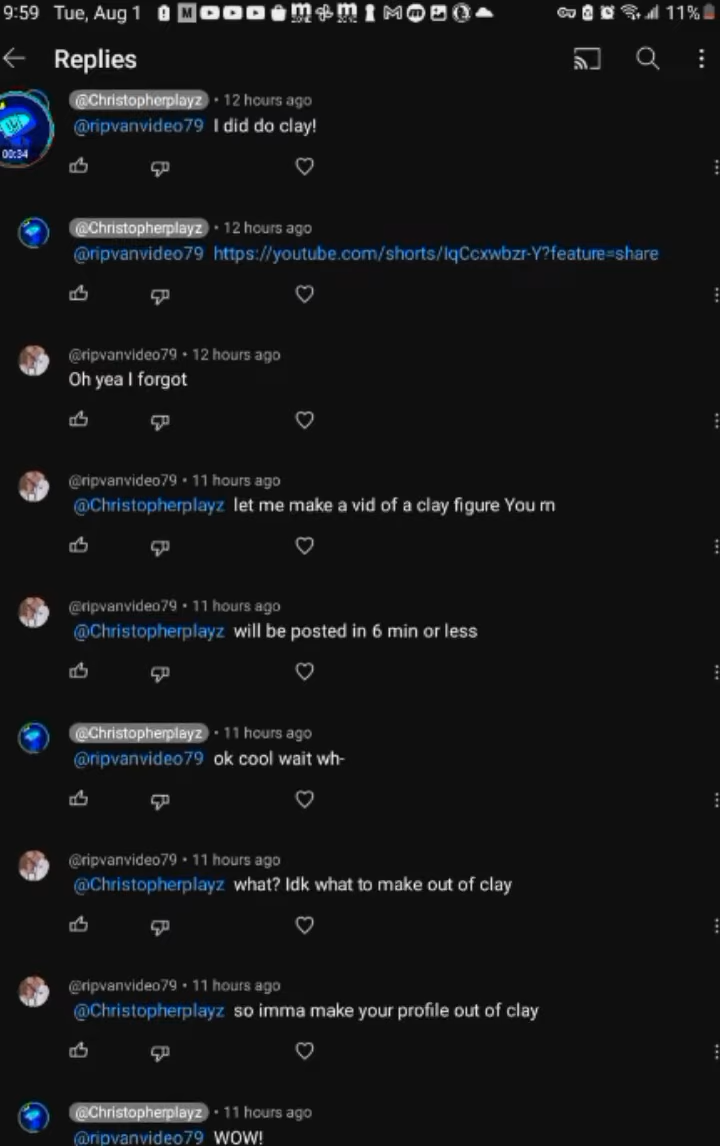 9:59 Tue, Aug 1
11%
Replies
@Christopherplayz • 12 hours ago
@ripvanvideo79 I did do clay!
00:34
@Christopherplayz • 12 hours ago
@ripvanvideo79 https://youtube.com/shorts/IqCcxwbzr-Y?feature=share
@ripvanvideo79 • 12 hours ago
Oh yea I forgot
@ripvanvideo79 • 11 hours ago
@Christopherplayz let me make a vid of a clay figure You rn
@ripvanvideo79 • 11 hours ago
@Christopherplayz will be posted in 6 min or less
@Christopherplayz • 11 hours ago
@ripvanvideo79 ok cool wait wh-
@ripvanvideo79 • 11 hours ago
@Christopherplayz what? Idk what to make out of clay
@ripvanvideo79 • 11 hours ago
@Christopherplayz so imma make your profile out of clay
@Christopherplayz • 11 hours ago
@ripvanvideo79 WOW!